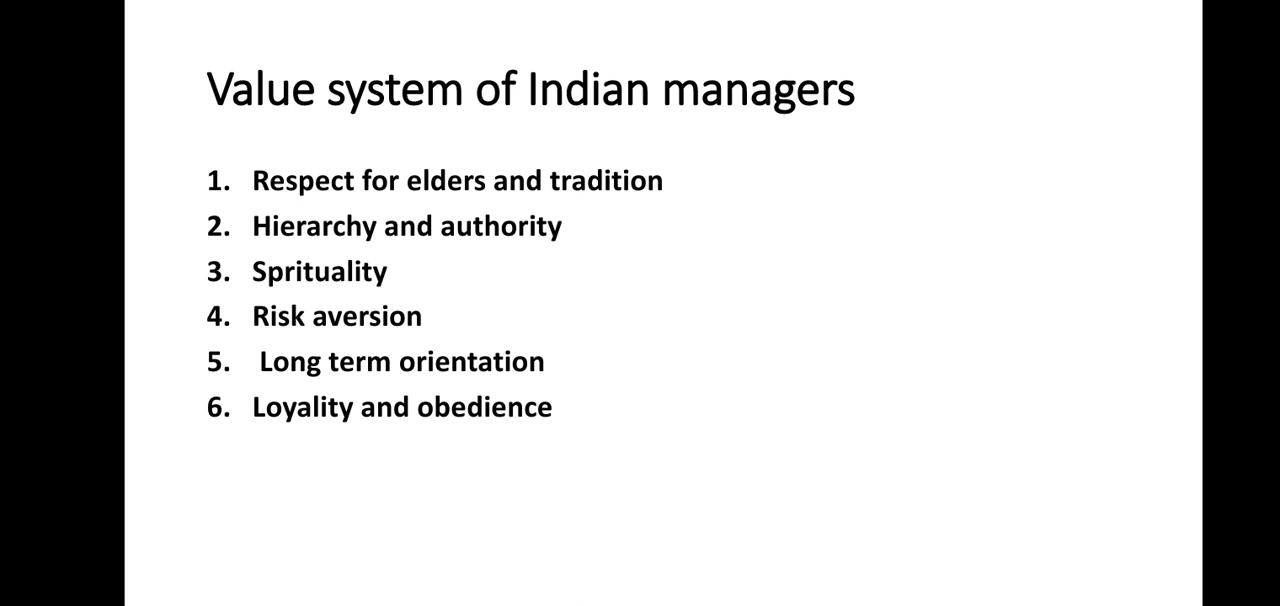 Value system of Indian managers
1. Respect for elders and tradition
2. Hierarchy and authority
3. Sprituality
4. Risk aversion
5. Long term orientation
6. Loyality and obedience